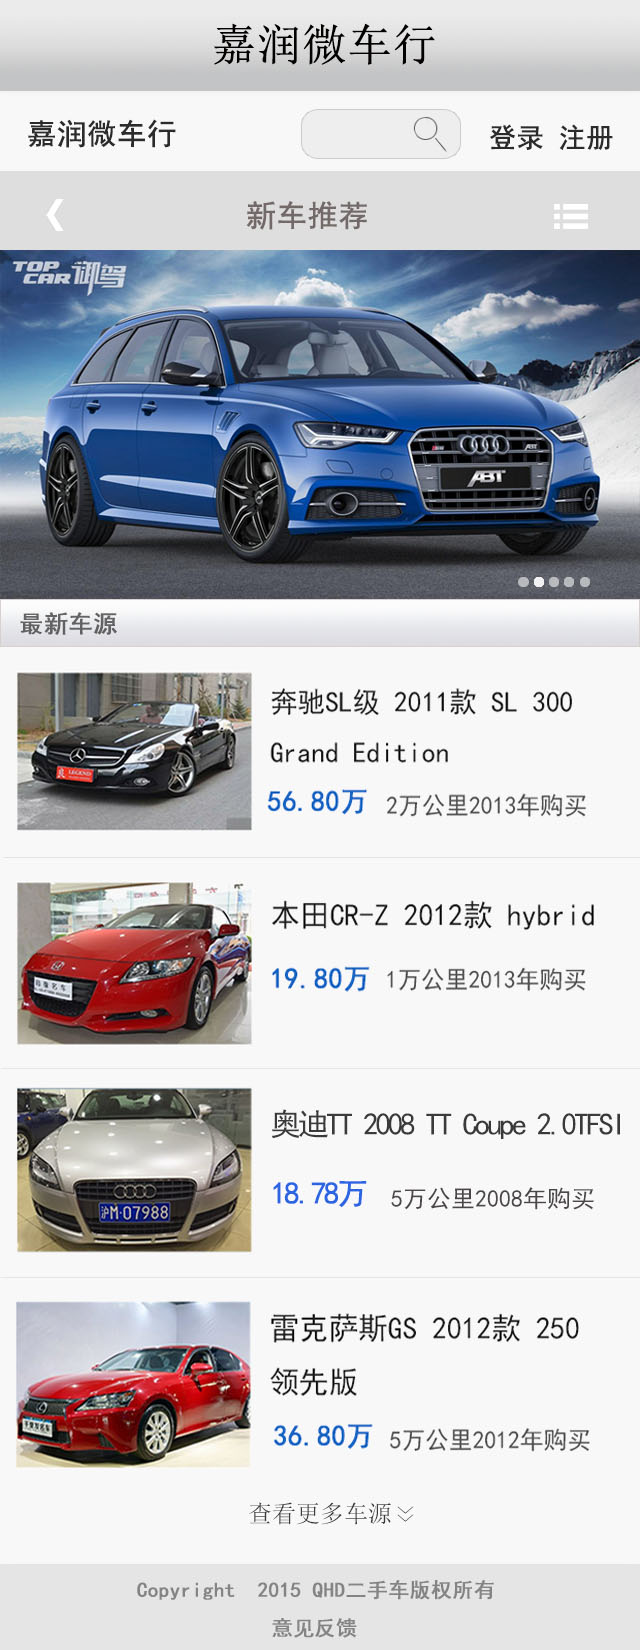 嘉润微车行
嘉润微车行
登录 注册
新车推荐
TOP CAR 御驾
ABT
最新车源
奔驰SL级 2011款 SL 300
Grand Edition
56.80万 2万公里2013年购买
LEGEND
本田CR-Z 2012款 hybrid
19.80万 1万公里2013年购买
奥迪TT 2008 TT Coupe 2.0TFSI
18.78万 5万公里2008年购买
沪M·07988
雷克萨斯GS 2012款 250
领先版
36.80万 5万公里2012年购买
查看更多车源
Copyright 2015 QHD二手车版权所有
意见反馈